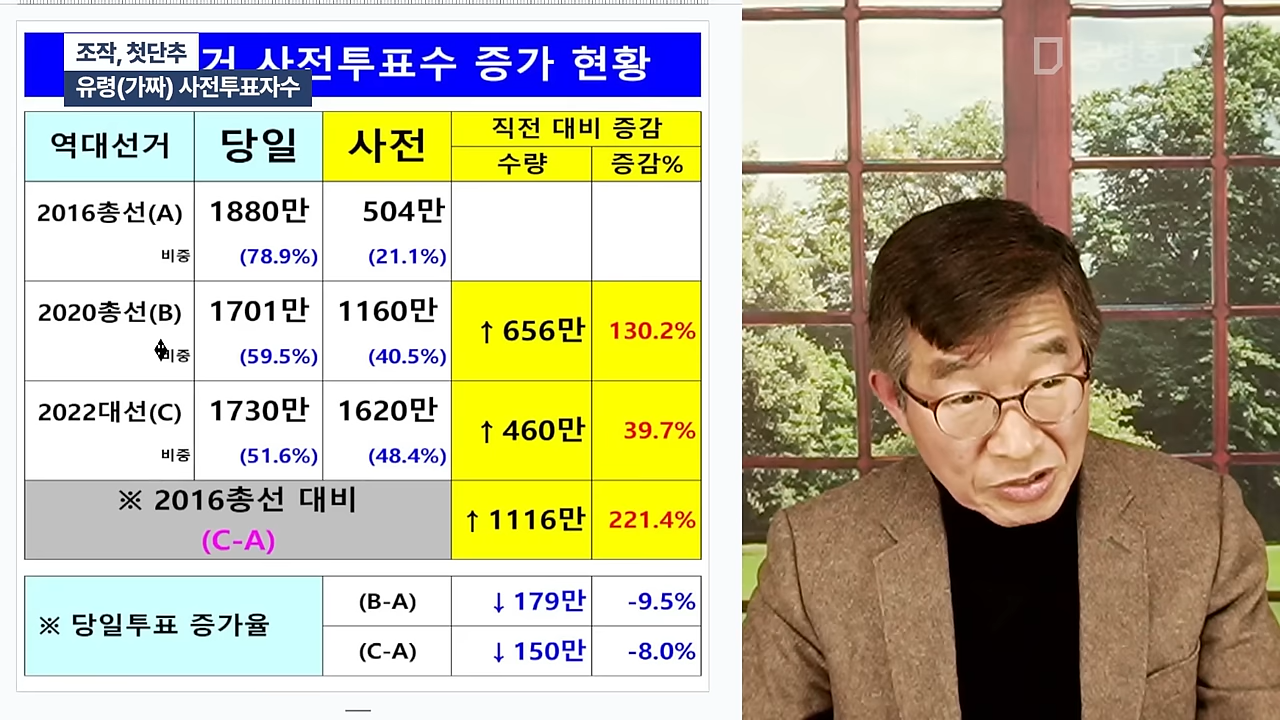 조작, 첫단추
유령(가짜) 사전투표자수
거 사전투표수 증가 현황
역대선거 당일 사전 직전 대비 증감
수량 증감%
2016총선(A) 1880만 504만
비중 (78.9%) (21.1%)
2020총선(B) 1701만 1160만 ↑ 656만 130.2%
비중 (59.5%) (40.5%)
2022대선(C) 1730만 1620만 ↑ 460만 39.7%
비중 (51.6%) (48.4%)
※ 2016총선 대비 ↑ 1116만 221.4%
(C-A)
※ 당일투표 증가율 (B-A) ↓ 179만 -9.5%
(C-A) ↓ 150만 -8.0%
공병호TV